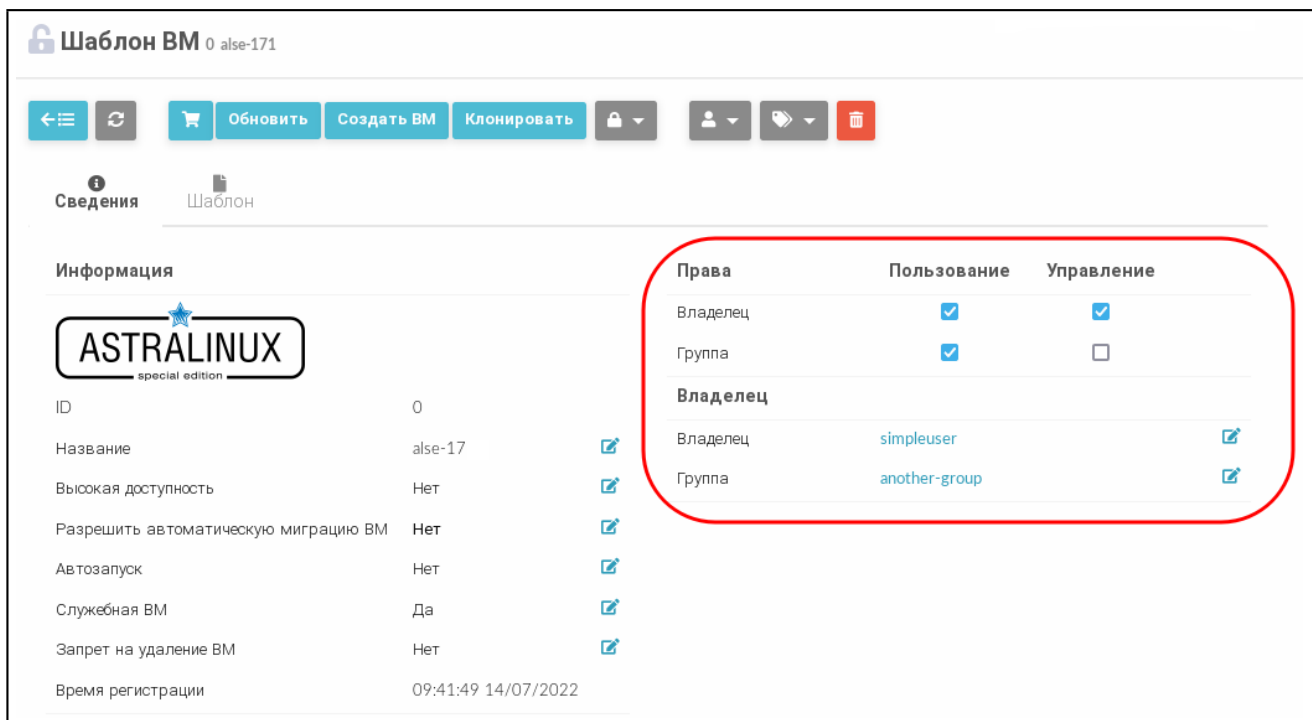 Шаблон ВМ 0 alse-171
Обновить Создать ВМ Клонировать
Сведения Шаблон
Информация
ASTRALINUX
special edition
ID 0
Название alse-17
Высокая доступность Нет
Разрешить автоматическую миграцию ВМ Нет
Автозапуск Нет
Служебная ВМ Да
Запрет на удаление ВМ Нет
Время регистрации 09:41:49 14/07/2022
Права Пользование Управление
Владелец
Группа
Владелец
Владелец simpleuser
Группа another-group